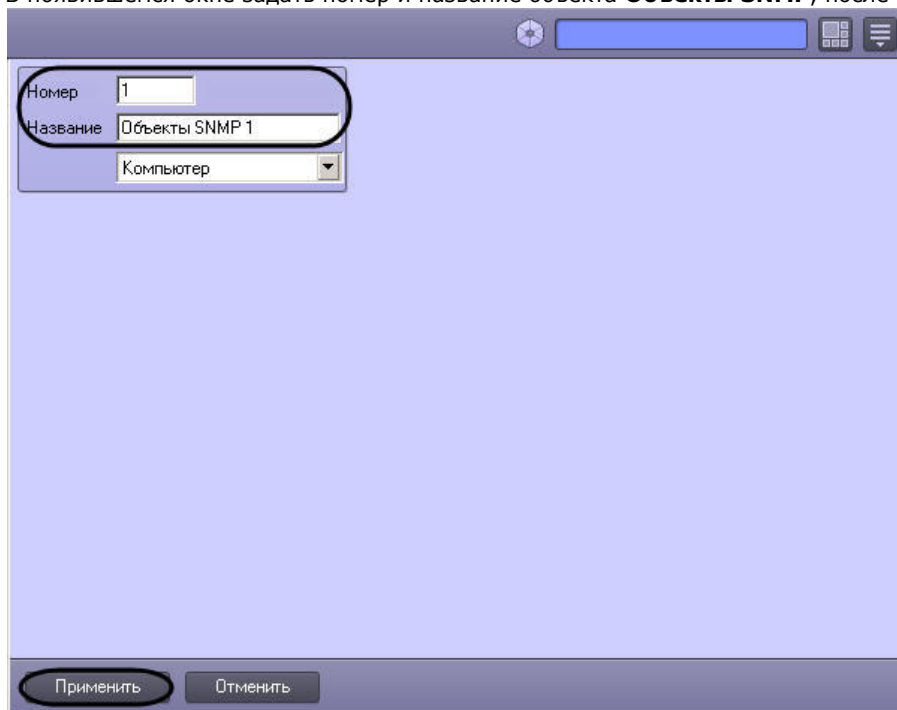 В появившемся окне задать номер и название объекта Объекты SNMP, после
Номер 1
Название Объекты SNMP 1
Компьютер
Применить Отменить